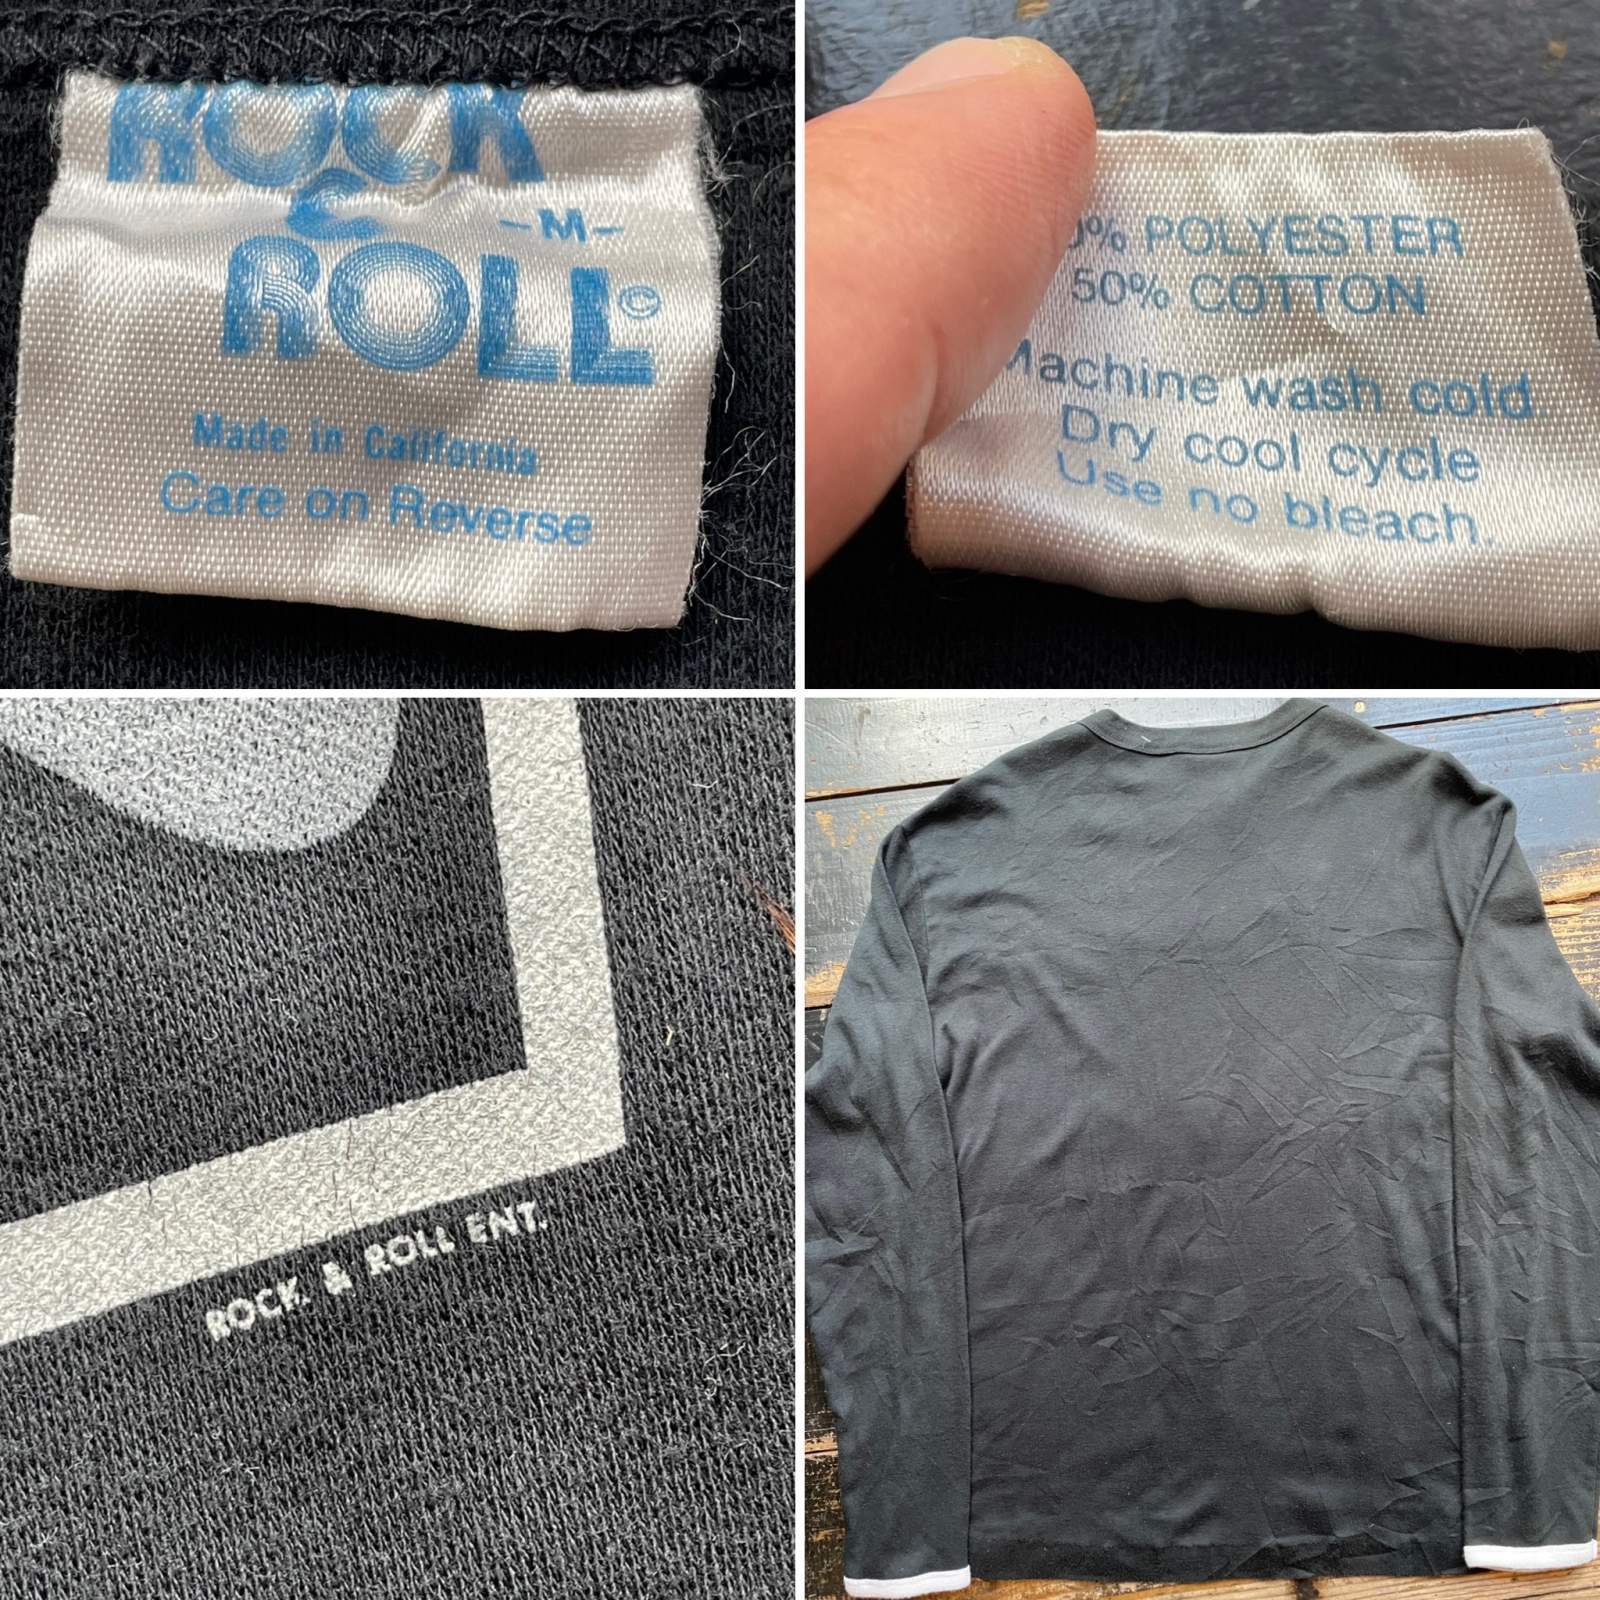 ROCK
&
-M-
ROLL©
Made in California
Care on Reverse
0% POLYESTER
50% COTTON
Machine wash cold.
Dry cool cycle
Use no bleach.
ROCK & ROLL ENT.